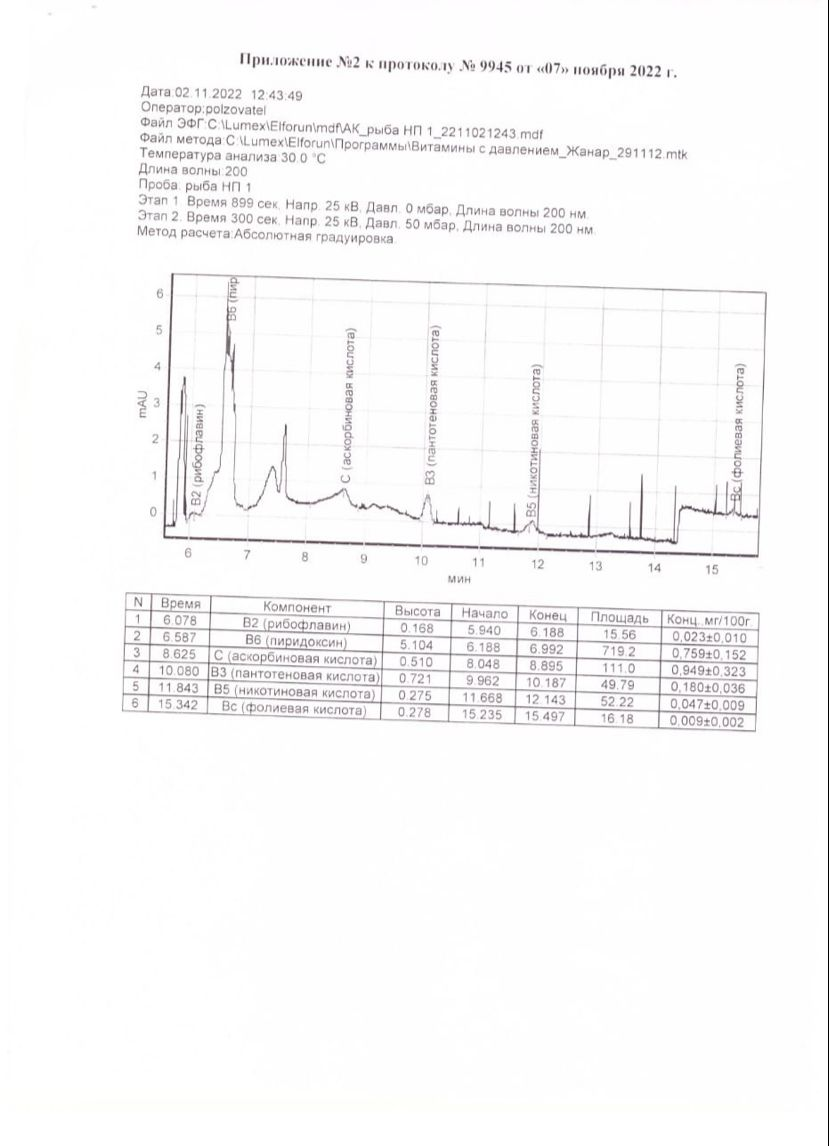 Приложение №2 к протоколу № 9945 от «07» ноября 2022 г.
Дата:02.11.2022 12:43:49
Оператор:polzovatel
Файл ЭФГ:C:\Lumex\Elforun\mdf\АК_рыба НП 1_2211021243.mdf
Файл метода:C:\Lumex\Elforun\Программы\Витамины с давлением_Жанар_291112.mtk
Температура анализа 30.0 °C
Длина волны 200
Проба: рыба НП 1
Этап 1. Время 899 сек, Напр. 25 кВ, Давл. 0 мбар, Длина волны 200 нм.
Этап 2. Время 300 сек, Напр. 25 кВ, Давл. 50 мбар, Длина волны 200 нм.
Метод расчета:Абсолютная градуировка.
mAU
6
5
4
3
2
1
0
B2 (рибофлавин)
B6 (пир
C (аскорбиновая кислота)
B3 (пантотеновая кислота)
B5 (никотиновая кислота)
Bc (фолиевая кислота)
6 7 8 9 10 11 12 13 14 15
мин
N Время Компонент Высота Начало Конец Площадь Конц., мг/100г
1 6.078 B2 (рибофлавин) 0.168 5.940 6.188 15.56 0,023±0,010
2 6.587 B6 (пиридоксин) 5.104 6.188 6.992 719.2 0,759±0,152
3 8.625 C (аскорбиновая кислота) 0.510 8.048 8.895 111.0 0,949±0,323
4 10.080 B3 (пантотеновая кислота) 0.721 9.962 10.187 49.79 0,180±0,036
5 11.843 B5 (никотиновая кислота) 0.275 11.668 12.143 52.22 0,047±0,009
6 15.342 Bc (фолиевая кислота) 0.278 15.235 15.497 16.18 0,009±0,002